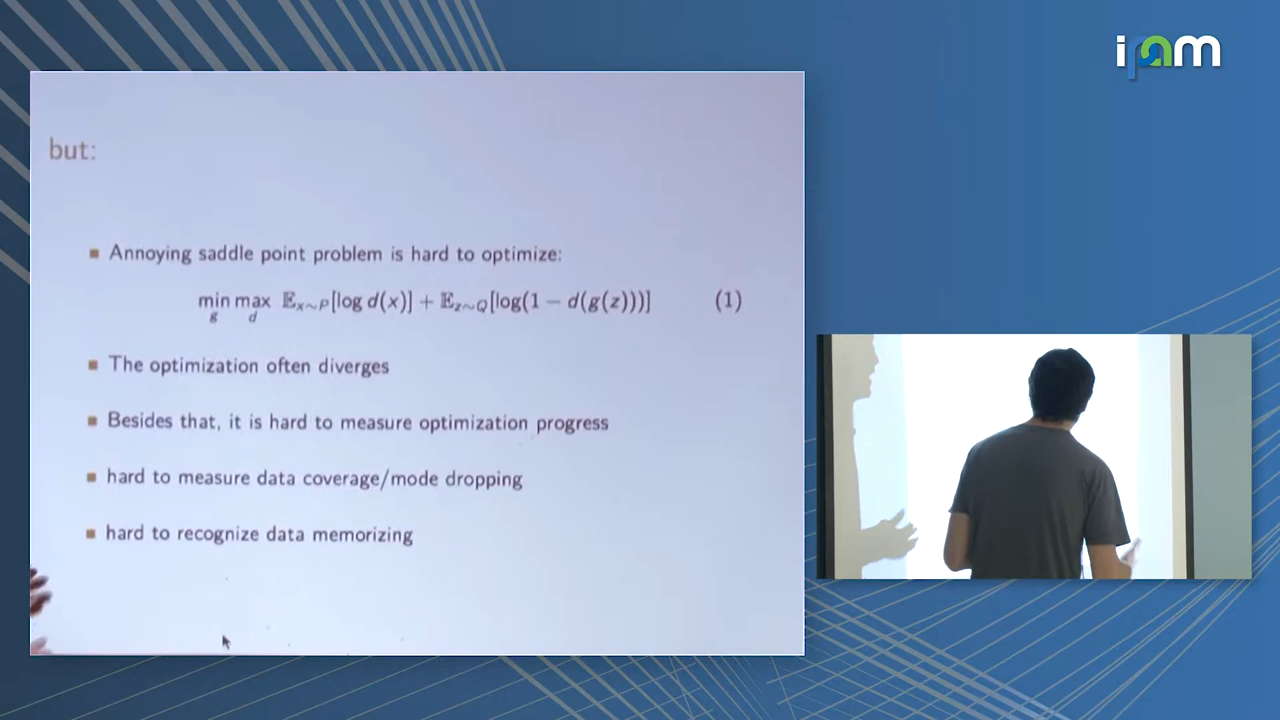 ipam
but:
Annoying saddle point problem is hard to optimize:
min_g max_d 𝔼_{x∼P}[log d(x)] + 𝔼_{z∼Q}[log(1 − d(g(z)))] (1)
The optimization often diverges
Besides that, it is hard to measure optimization progress
hard to measure data coverage/mode dropping
hard to recognize data memorizing